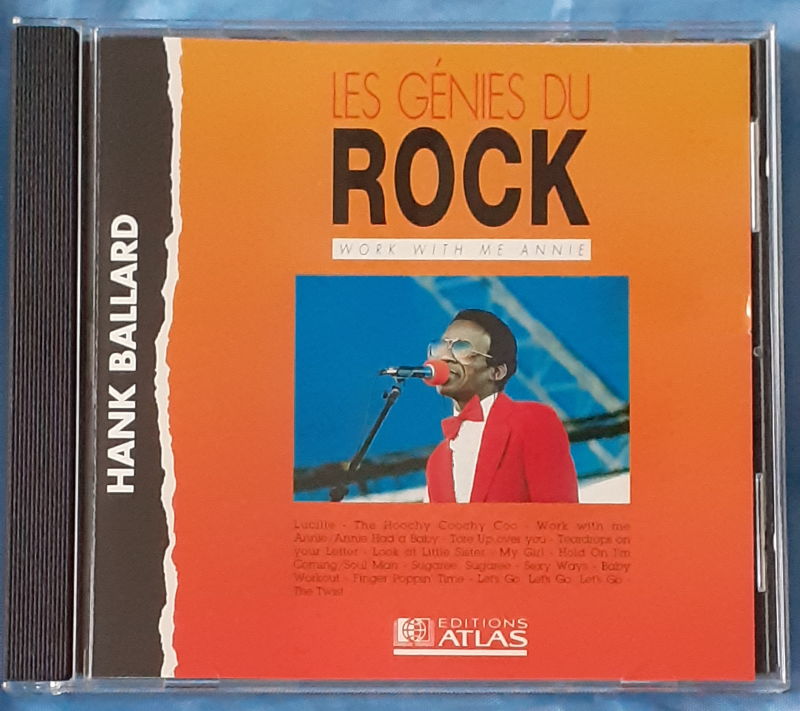 HANK BALLARD
LES GÉNIES DU
ROCK
WORK WITH ME ANNIE
Lucille - The Hoochy Coochy Coo - Work with me
Annie/Annie Had a Baby - Tore Up over you - Teardrops on
your Letter - Look at Little Sister - My Girl - Hold On I'm
Coming/Soul Man - Sugaree, Sugaree - Sexy Ways - Baby
Workout - Finger Poppin Time - Let's Go, Let's Go, Let's Go -
The Twist
EDITIONS
ATLAS